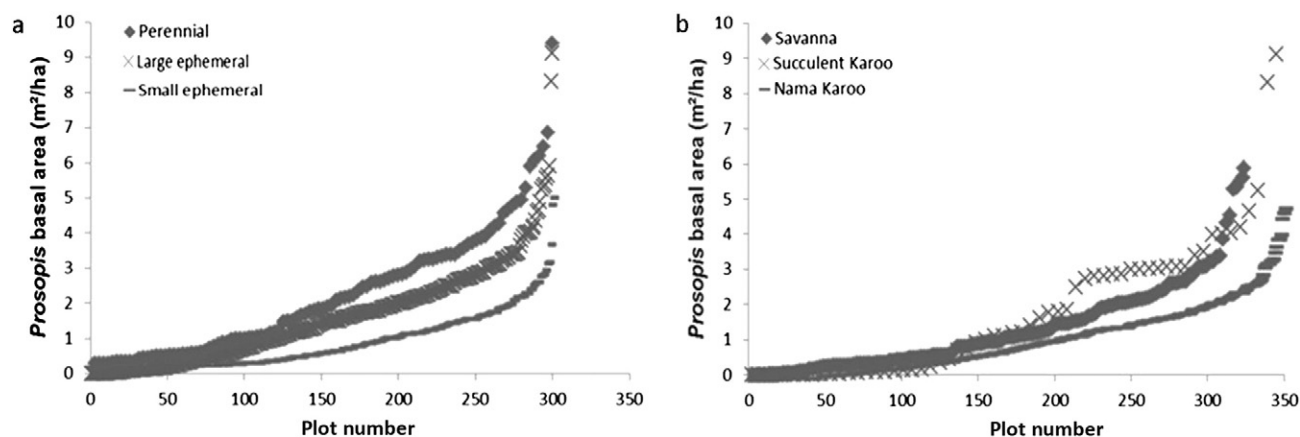 a
Prosopis basal area (m²/ha)
10
9
8
7
6
5
4
3
2
1
0
Perennial
Large ephemeral
Small ephemeral
0 50 100 150 200 250 300 350
Plot number
b
Prosopis basal area (m²/ha)
10
9
8
7
6
5
4
3
2
1
0
Savanna
Succulent Karoo
Nama Karoo
0 50 100 150 200 250 300 350
Plot number